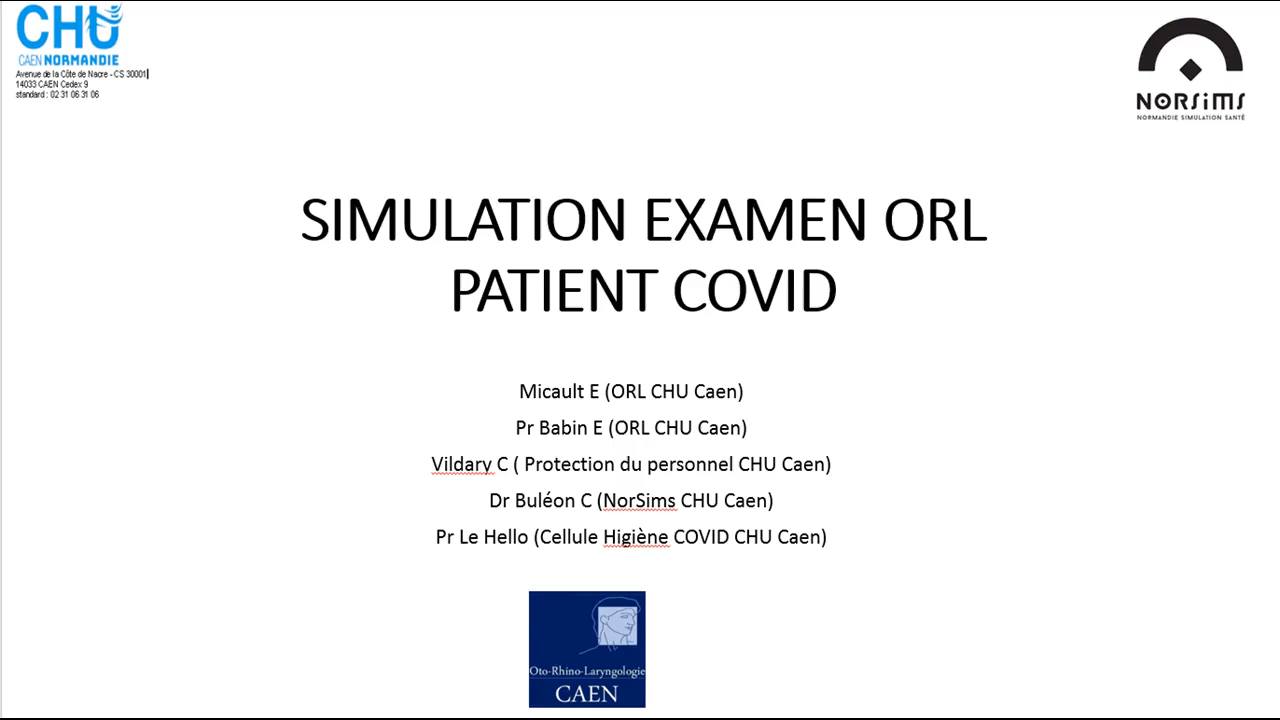 CHU
CAEN NORMANDIE
Avenue de la Côte de Nacre - CS 30001
14033 CAEN Cedex 9
standard : 02 31 06 31 06
NORSIMS
NORMANDIE SIMULATION SANTÉ
SIMULATION EXAMEN ORL
PATIENT COVID
Micault E (ORL CHU Caen)
Pr Babin E (ORL CHU Caen)
Vildary C ( Protection du personnel CHU Caen)
Dr Buléon C (NorSims CHU Caen)
Pr Le Hello (Cellule Higiène COVID CHU Caen)
Oto-Rhino-Laryngologie
CAEN